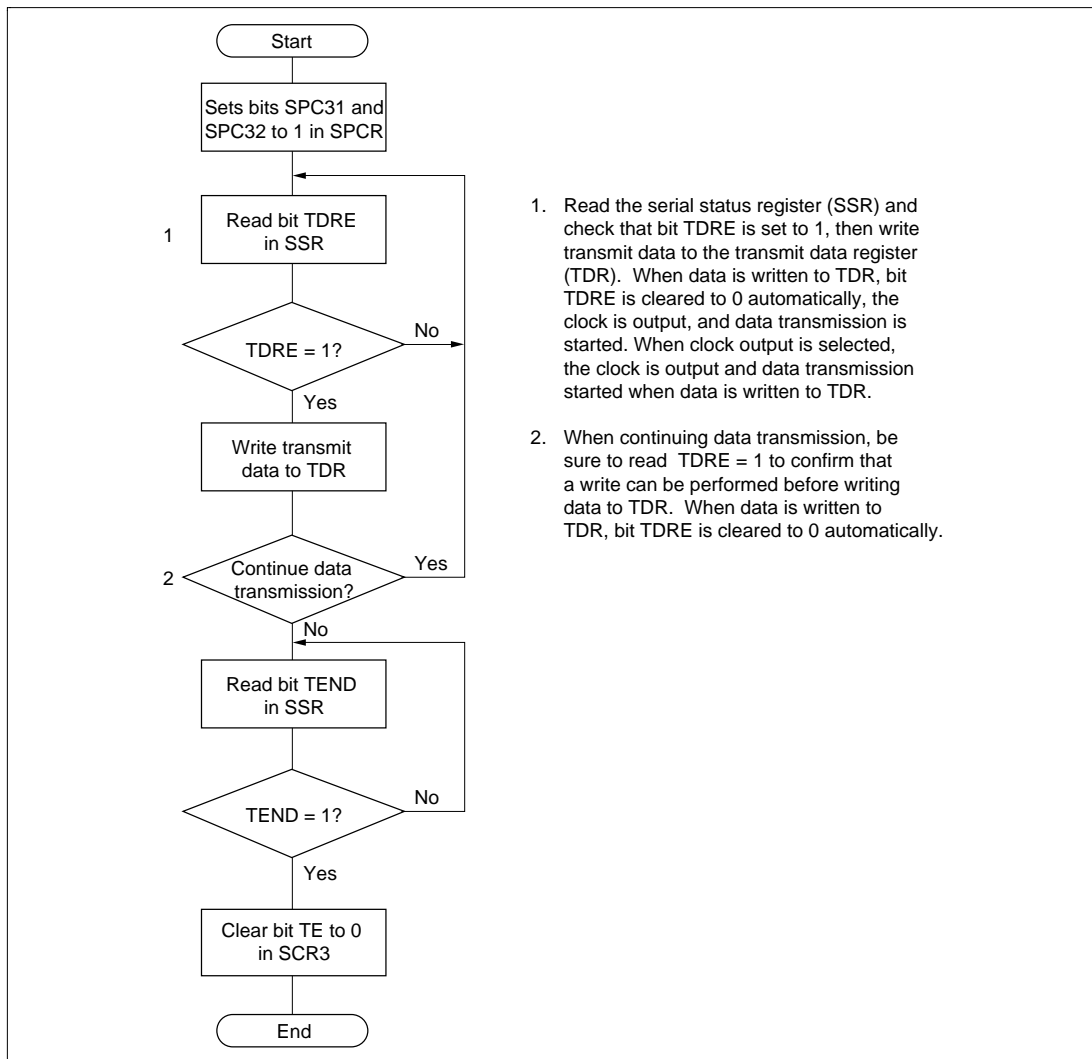 Start
Sets bits SPC31 and
SPC32 to 1 in SPCR
1
Read bit TDRE
in SSR
TDRE = 1?
No
Yes
Write transmit
data to TDR
2
Continue data
transmission?
Yes
No
Read bit TEND
in SSR
TEND = 1?
No
Yes
Clear bit TE to 0
in SCR3
End
1. Read the serial status register (SSR) and
check that bit TDRE is set to 1, then write
transmit data to the transmit data register
(TDR). When data is written to TDR, bit
TDRE is cleared to 0 automatically, the
clock is output, and data transmission is
started. When clock output is selected,
the clock is output and data transmission
started when data is written to TDR.
2. When continuing data transmission, be
sure to read TDRE = 1 to confirm that
a write can be performed before writing
data to TDR. When data is written to
TDR, bit TDRE is cleared to 0 automatically.